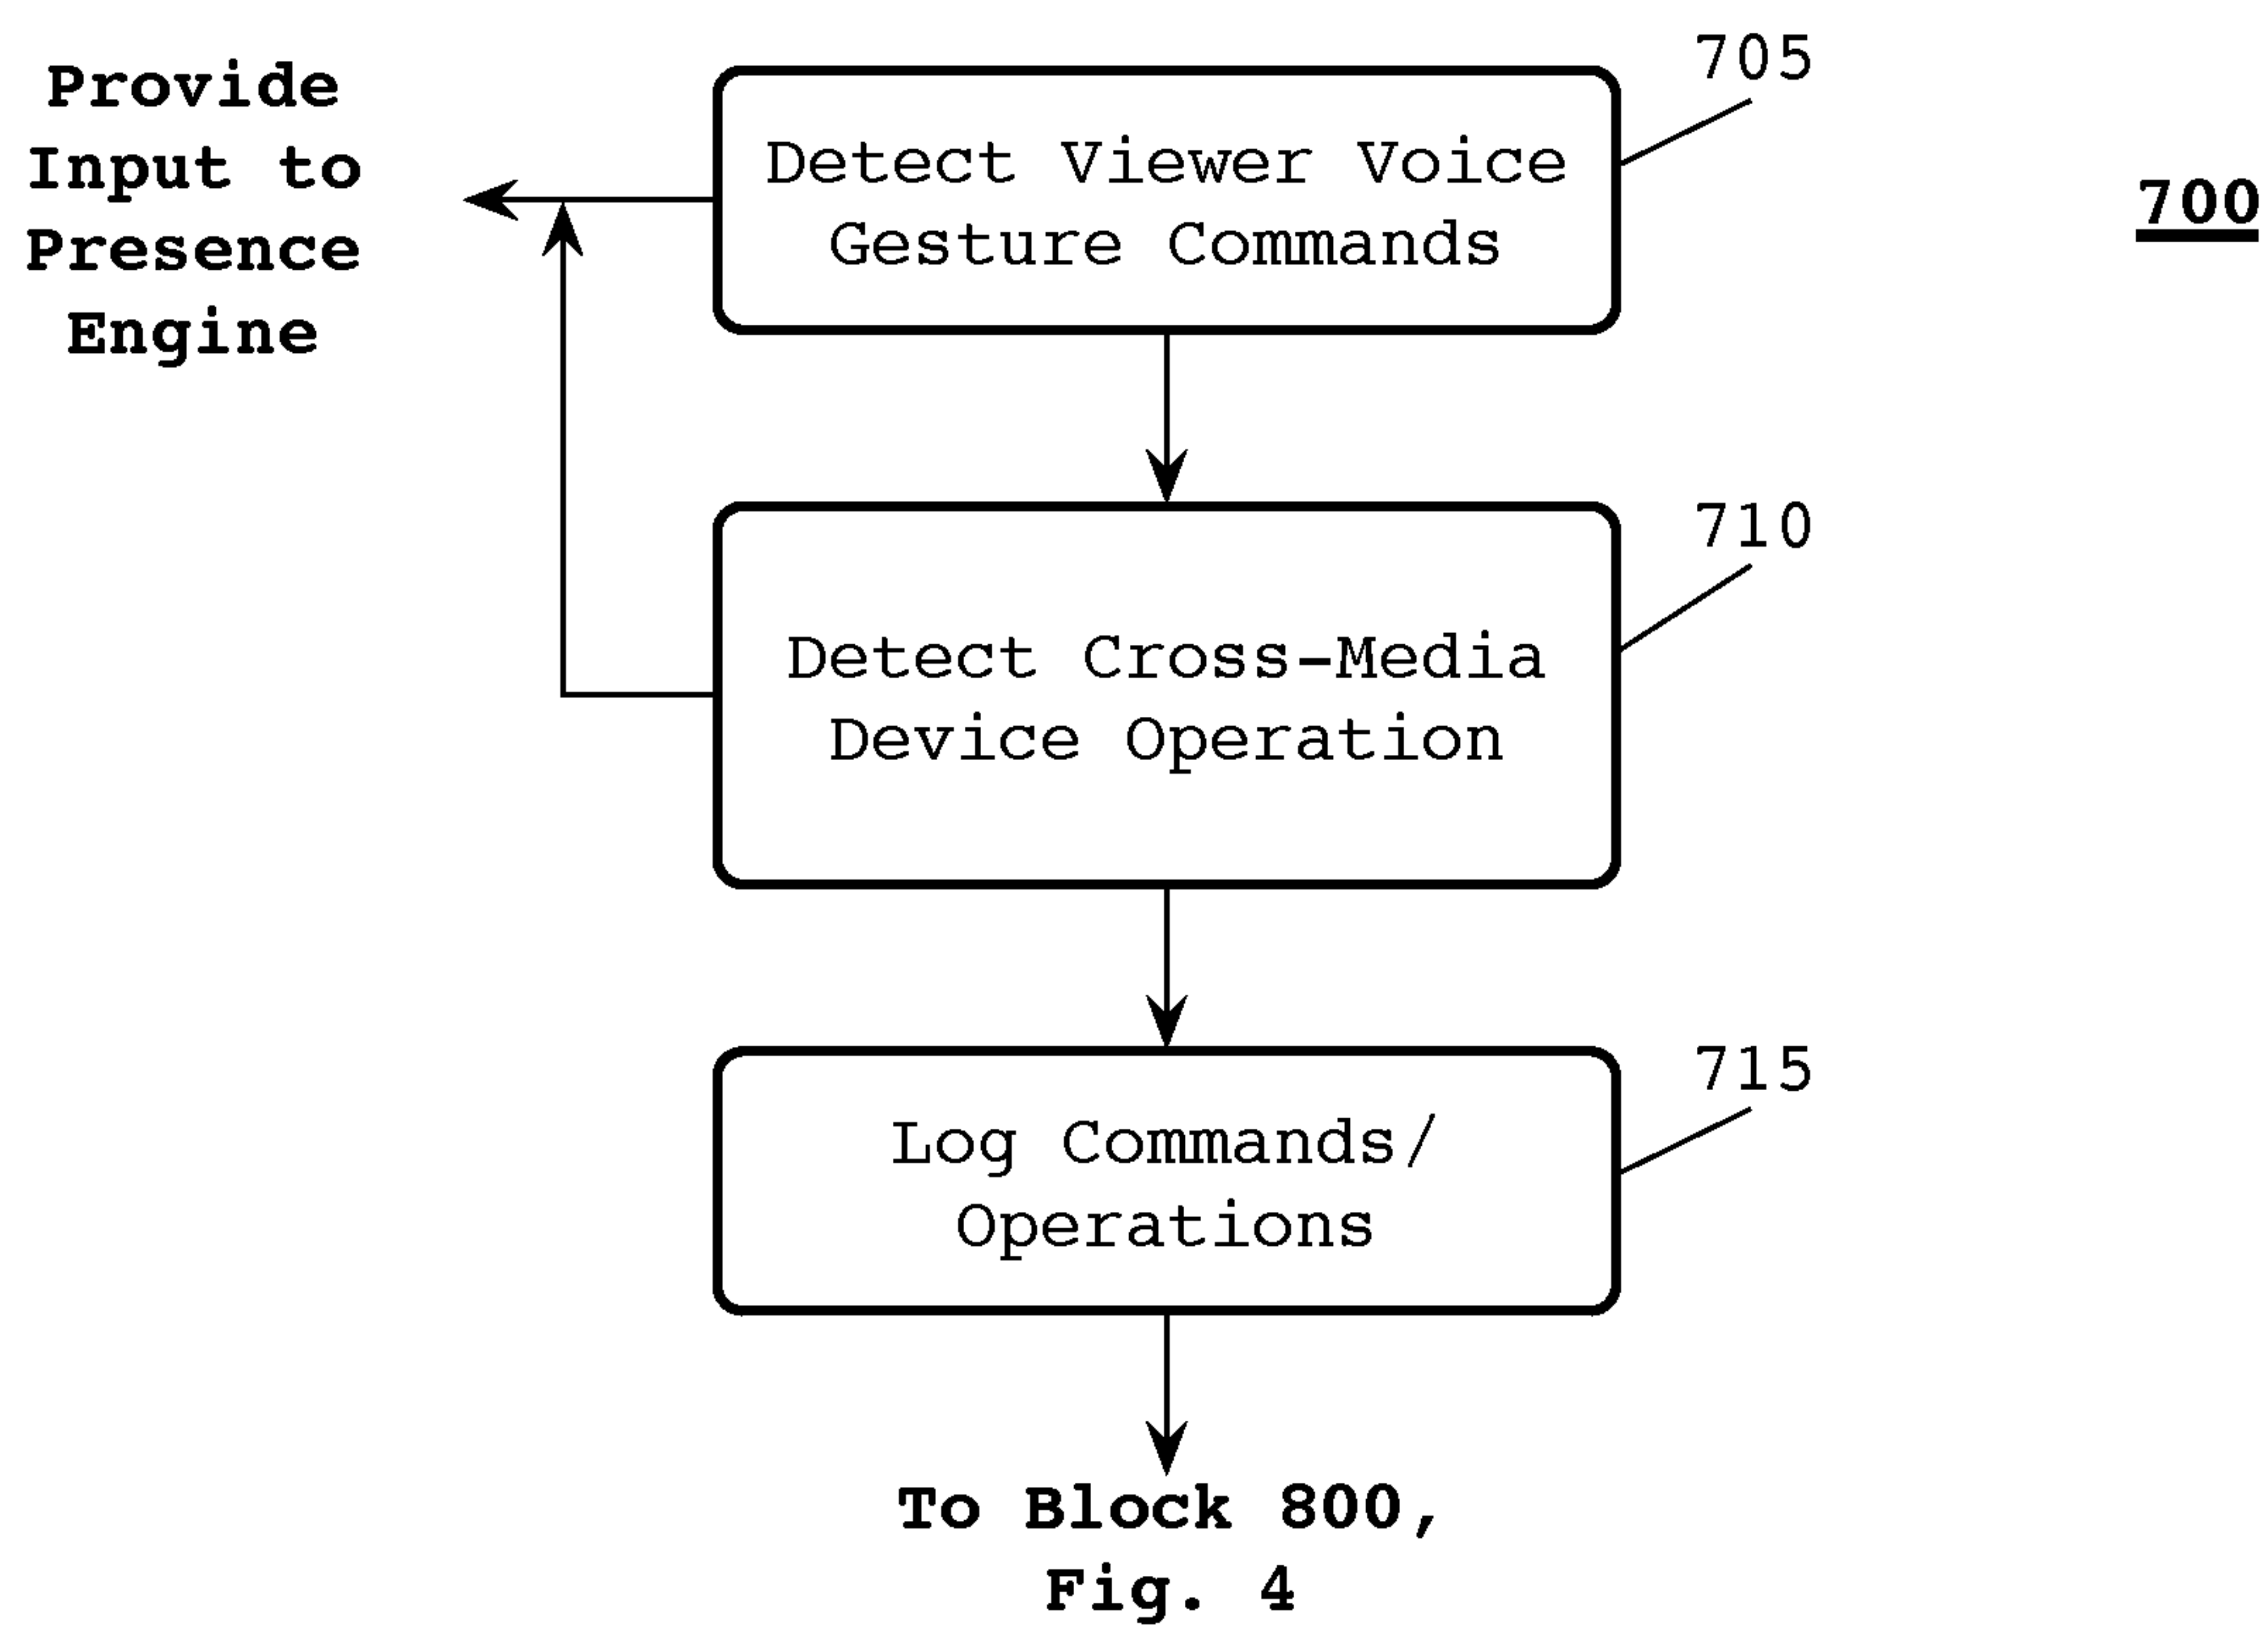 Provide
Input to
Presence
Engine
705
Detect Viewer Voice
Gesture Commands
700
710
Detect Cross-Media
Device Operation
715
Log Commands/
Operations
To Block 800,
Fig. 4